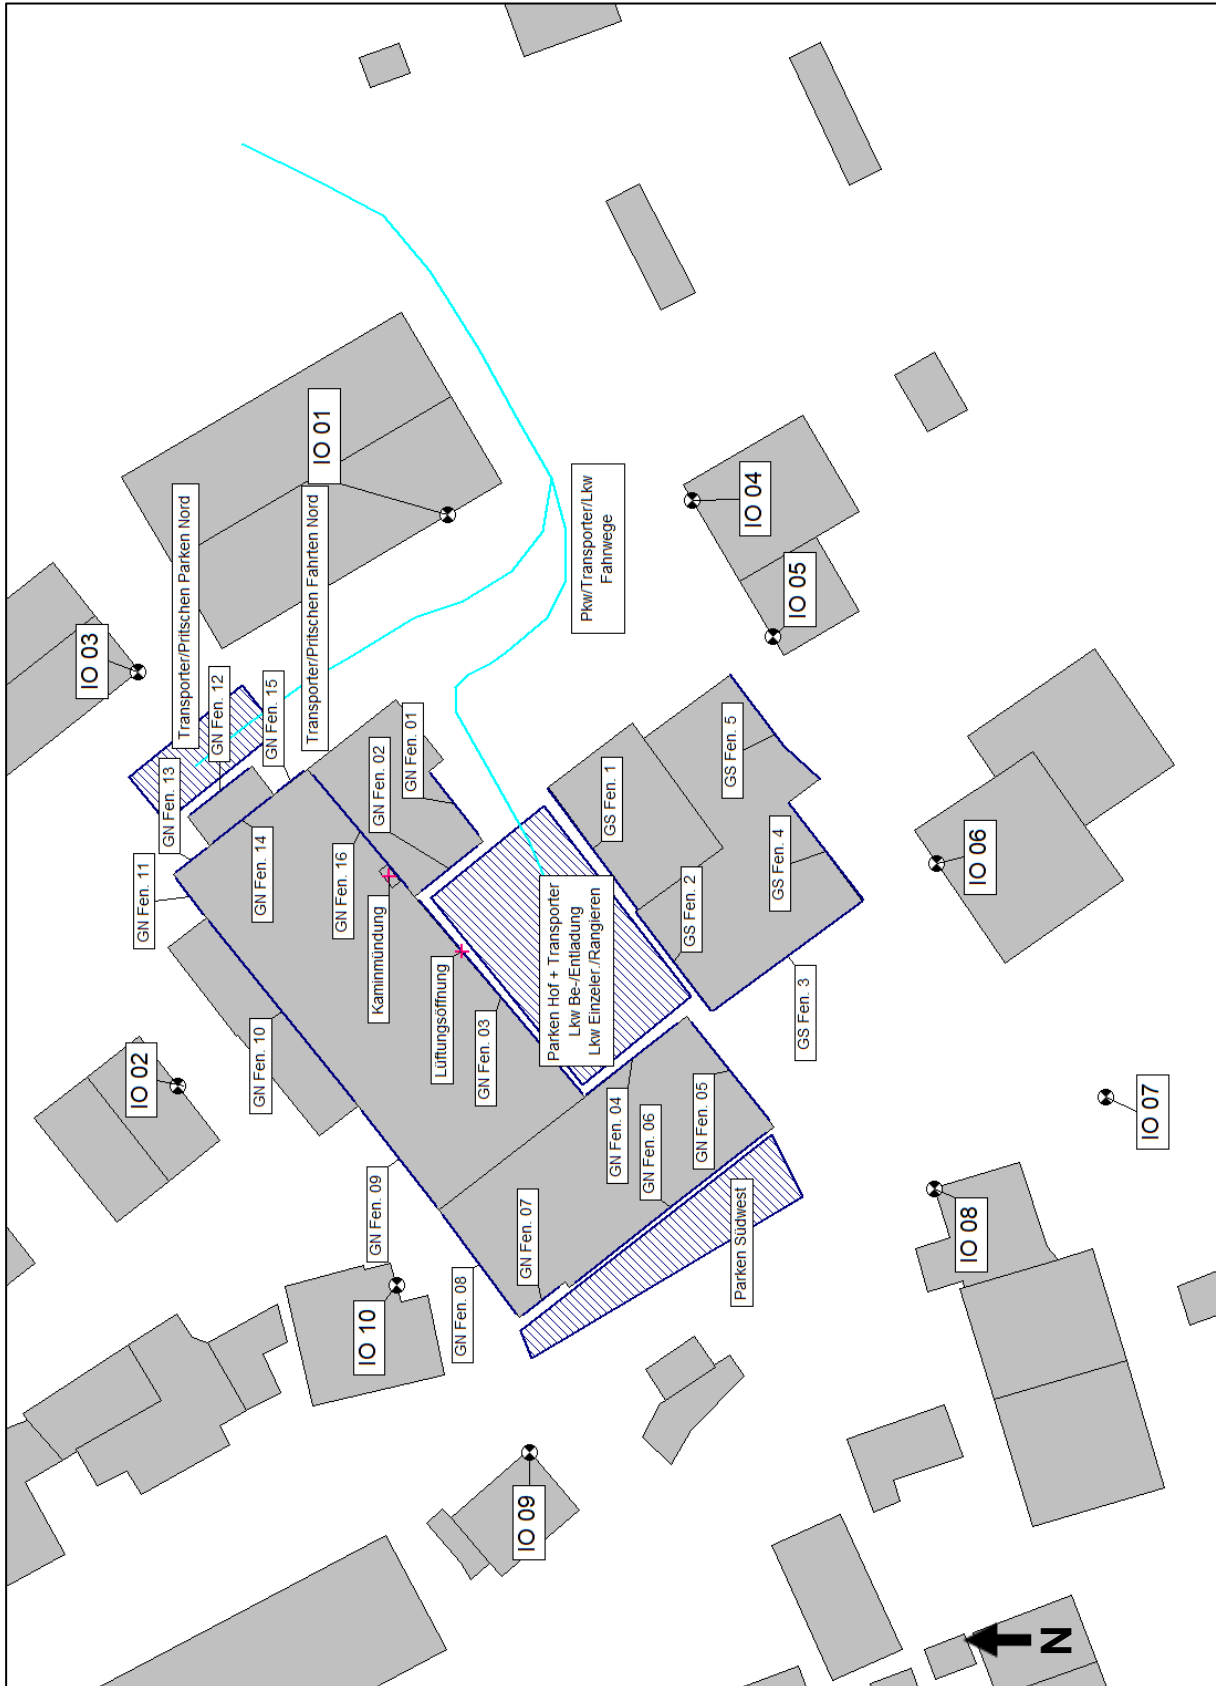 IO 01
Transporter/Pritschen Parken Nord
Transporter/Pritschen Fahrten Nord
IO 03
GN Fen. 12
GN Fen. 15
GN Fen. 13
GN Fen. 11
GN Fen. 14
GN Fen. 02
GN Fen. 01
GN Fen. 16
Kaminmündung
Lüftungsöffnung
GN Fen. 03
GN Fen. 10
IO 02
Pkw/Transporter/Lkw
Fahrwege
IO 04
IO 05
GS Fen. 1
GS Fen. 5
GS Fen. 2
GS Fen. 4
GS Fen. 3
IO 06
Parken Hof + Transporter
Lkw Be-/Entladung
Lkw Einzeler./Rangieren
GN Fen. 04
GN Fen. 06
GN Fen. 05
GN Fen. 09
GN Fen. 07
GN Fen. 08
Parken Südwest
IO 07
IO 08
IO 10
IO 09
N